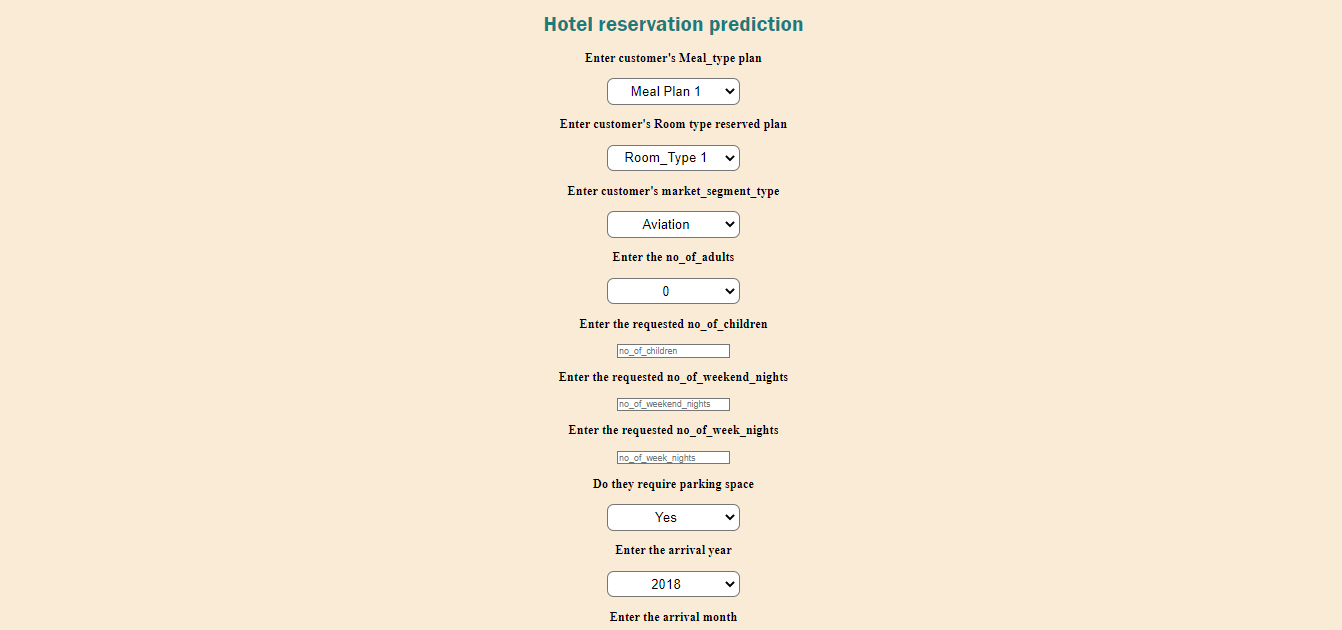 Hotel reservation prediction
Enter customer's Meal_type plan
Meal Plan 1
Enter customer's Room type reserved plan
Room_Type 1
Enter customer's market_segment_type
Aviation
Enter the no_of_adults
0
Enter the requested no_of_children
no_of_children
Enter the requested no_of_weekend_nights
no_of_weekend_nights
Enter the requested no_of_week_nights
no_of_week_nights
Do they require parking space
Yes
Enter the arrival year
2018
Enter the arrival month